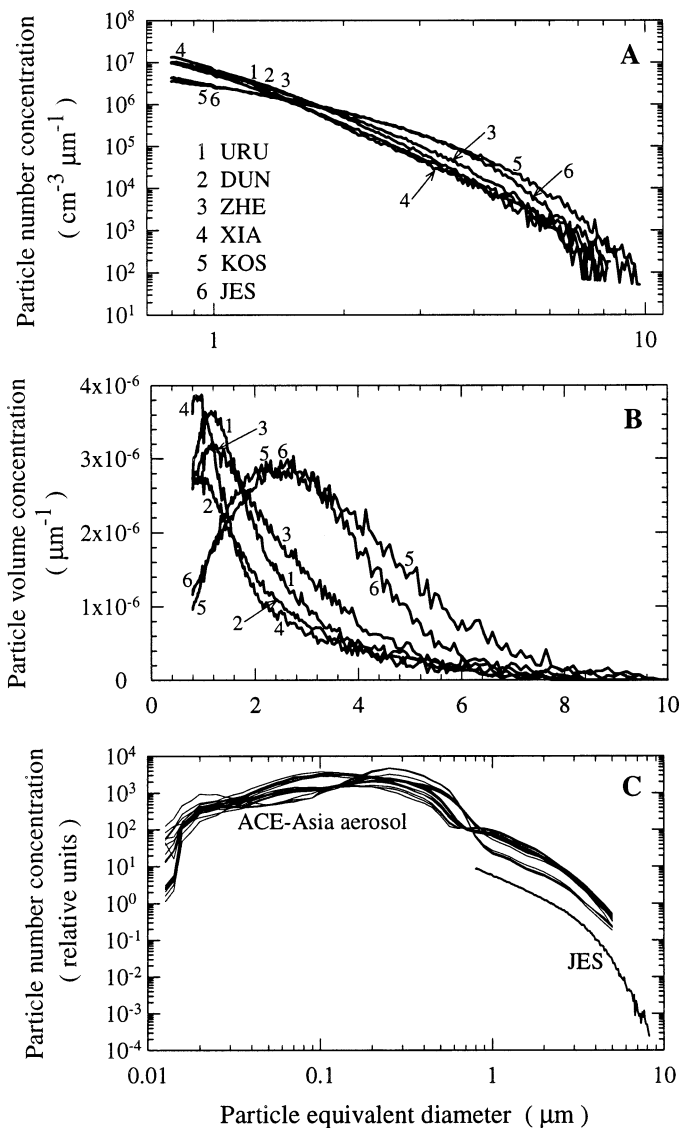 A
Particle number concentration
( cm-3 μm-1 )
10^8
10^7
10^6
10^5
10^4
10^3
10^2
10^1
4
1 2 3
5 6
3
5
6
4
1 URU
2 DUN
3 ZHE
4 XIA
5 KOS
6 JES
1
10
B
Particle volume concentration
( μm-1 )
4x10-6
3x10-6
2x10-6
1x10-6
0
4
1
3
5 6
2
3
5
6
1
6
5
2
4
0 2 4 6 8 10
C
Particle number concentration
( relative units )
10^4
10^3
10^2
10^1
10^0
10-1
10-2
10-3
10-4
ACE-Asia aerosol
JES
0.01 0.1 1 10
Particle equivalent diameter ( μm )